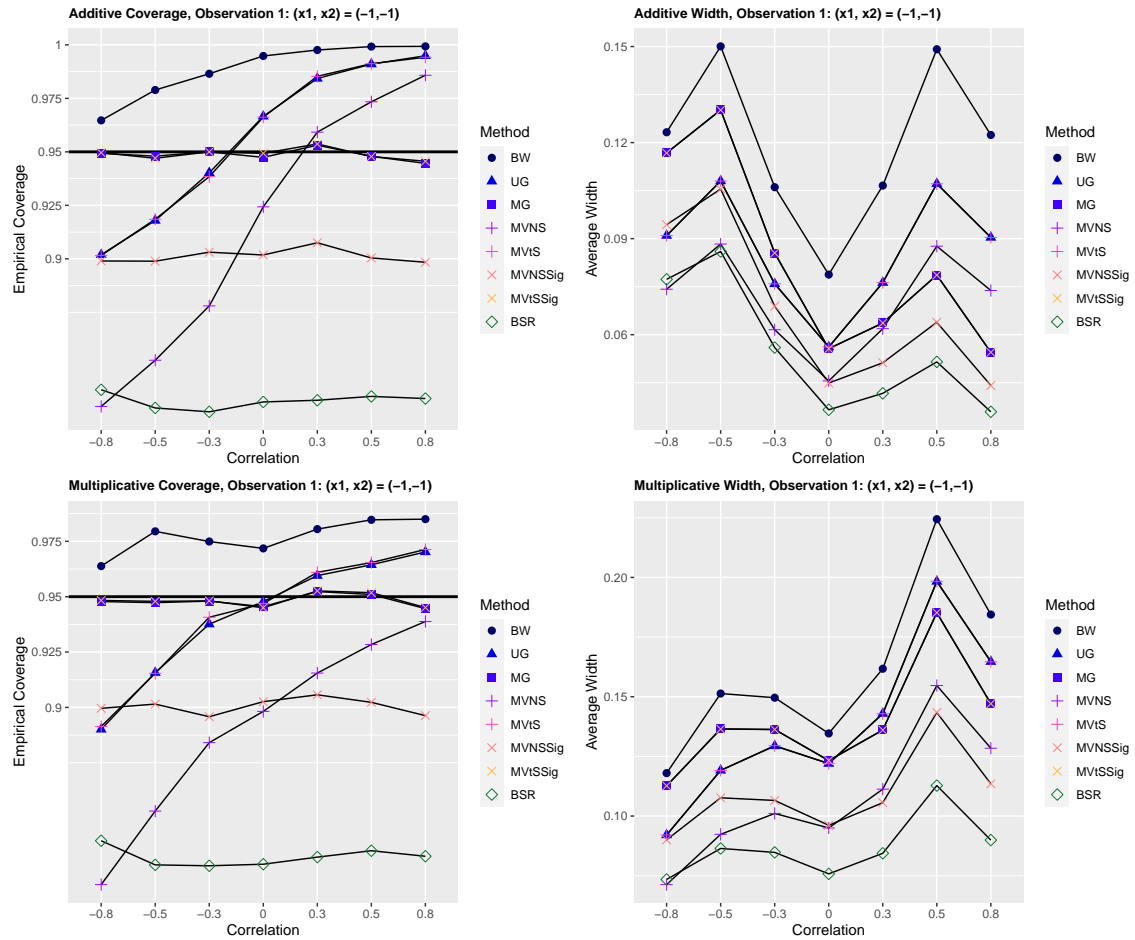 Additive Coverage, Observation 1: (x1, x2) = (−1,−1)
1
0.975
0.95
0.925
0.9
Empirical Coverage
−0.8 −0.5 −0.3 0 0.3 0.5 0.8
Correlation
Method
BW
UG
MG
MVNS
MVtS
MVNSSig
MVtSSig
BSR
Additive Width, Observation 1: (x1, x2) = (−1,−1)
0.15
0.12
0.09
0.06
Average Width
−0.8 −0.5 −0.3 0 0.3 0.5 0.8
Correlation
Method
BW
UG
MG
MVNS
MVtS
MVNSSig
MVtSSig
BSR
Multiplicative Coverage, Observation 1: (x1, x2) = (−1,−1)
0.975
0.95
0.925
0.9
Empirical Coverage
−0.8 −0.5 −0.3 0 0.3 0.5 0.8
Correlation
Method
BW
UG
MG
MVNS
MVtS
MVNSSig
MVtSSig
BSR
Multiplicative Width, Observation 1: (x1, x2) = (−1,−1)
0.20
0.15
0.10
Average Width
−0.8 −0.5 −0.3 0 0.3 0.5 0.8
Correlation
Method
BW
UG
MG
MVNS
MVtS
MVNSSig
MVtSSig
BSR